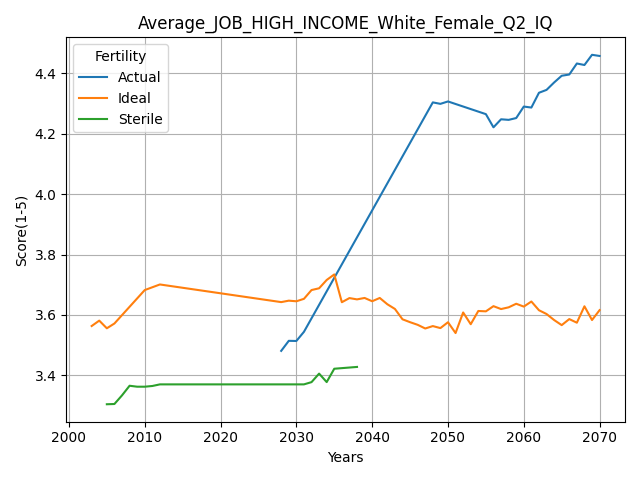 Average_JOB_HIGH_INCOME_White_Female_Q2_IQ
Fertility
Actual
Ideal
Sterile
Score(1-5)
4.4
4.2
4.0
3.8
3.6
3.4
2000 2010 2020 2030 2040 2050 2060 2070
Years